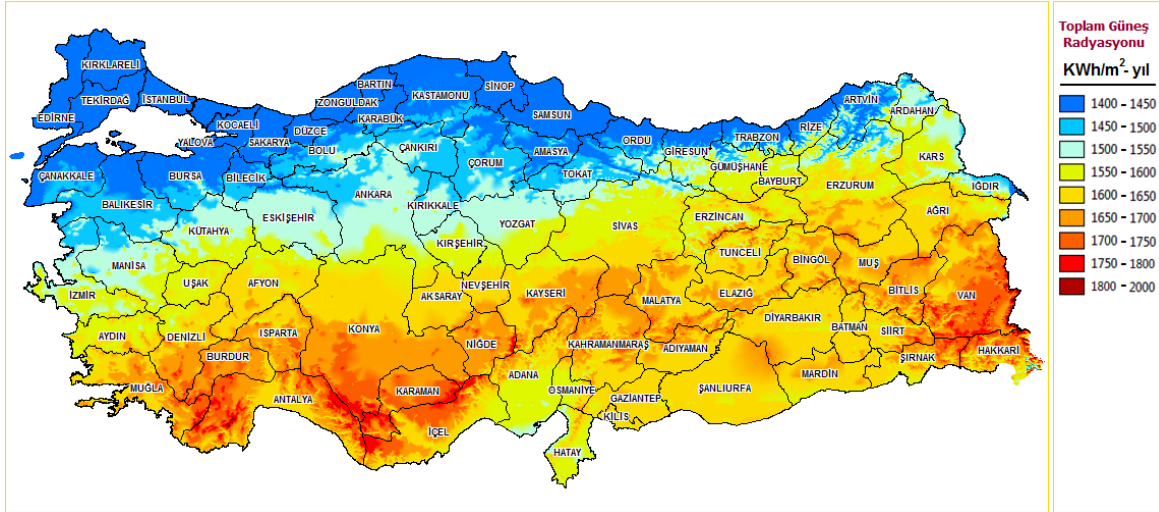 KIRKLARELİ
TEKİRDAĞ
İSTANBUL
EDİRNE
KOCAELİ
YALOVA
SAKARYA
DÜZCE
BOLU
ZONGULDAK
BARTIN
KARABÜK
KASTAMONU
SİNOP
SAMSUN
ÇANKIRI
ÇORUM
AMASYA
TOKAT
ORDU
GİRESUN
TRABZON
RİZE
ARTVİN
ARDAHAN
GÜMÜŞHANE
BAYBURT
ERZURUM
KARS
IĞDIR
AĞRI
ÇANAKKALE
BURSA
BİLECİK
BALIKESİR
KÜTAHYA
ESKİŞEHİR
ANKARA
KIRIKKALE
KIRŞEHİR
YOZGAT
SİVAS
ERZİNCAN
TUNCELİ
BİNGÖL
MUŞ
BİTLİS
VAN
MANİSA
İZMİR
UŞAK
AFYON
AKSARAY
NEVŞEHİR
KAYSERİ
MALATYA
ELAZIĞ
DİYARBAKIR
BATMAN
SİİRT
ŞIRNAK
HAKKARİ
AYDIN
DENİZLİ
ISPARTA
BURDUR
KONYA
NİĞDE
KAHRAMANMARAŞ
ADIYAMAN
MARDİN
MUĞLA
ANTALYA
KARAMAN
İÇEL
ADANA
OSMANİYE
GAZİANTEP
KİLİS
ŞANLIURFA
HATAY
Toplam Güneş
Radyasyonu
KWh/m²- yıl
1400 - 1450
1450 - 1500
1500 - 1550
1550 - 1600
1600 - 1650
1650 - 1700
1700 - 1750
1750 - 1800
1800 - 2000